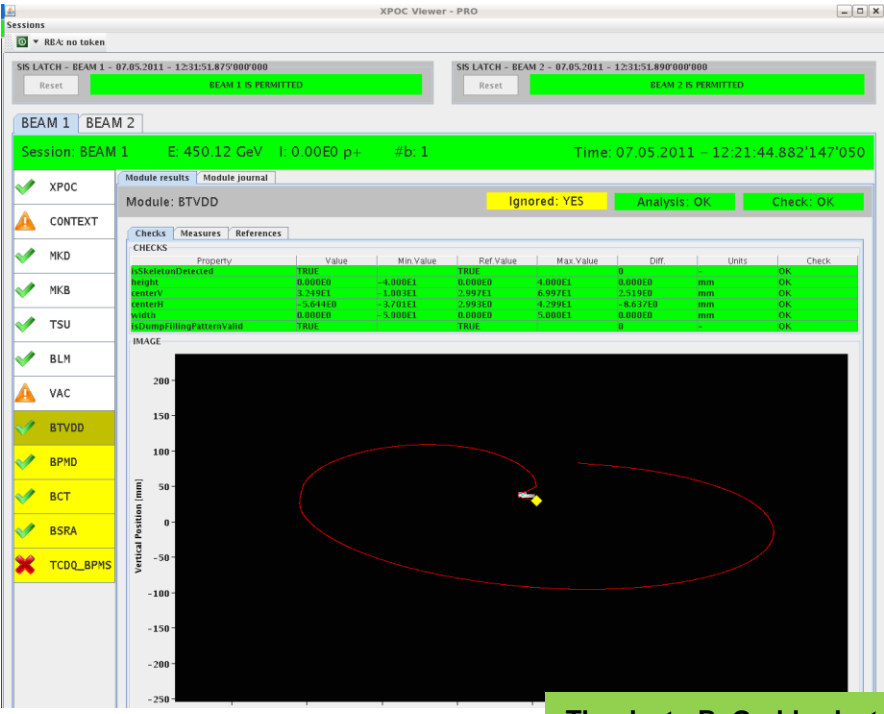 XPOC Viewer - PRO
Sessions
RBA: no token
SIS LATCH - BEAM 1 - 07.05.2011 - 12:31:51.875'000'000
SIS LATCH - BEAM 2 - 07.05.2011 - 12:31:51.890'000'000
Reset BEAM 1 IS PERMITTED
Reset BEAM 2 IS PERMITTED
BEAM 1 BEAM 2
Session: BEAM 1 E: 450.12 GeV I: 0.00E0 p+ #b: 1 Time: 07.05.2011 - 12:21:44.882'147'050
XPOC
CONTEXT
MKD
MKB
TSU
BLM
VAC
BTVDD
BPMD
BCT
BSRA
TCDQ_BPMS
Module results Module journal
Module: BTVDD Ignored: YES Analysis: OK Check: OK
Checks Measures References
CHECKS
Property Value Min.Value Ref.Value Max.Value Diff. Units Check
isSkeletonDetected TRUE TRUE 0 - OK
height 0.000E0 -4.000E1 0.000E0 4.000E1 0.000E0 mm OK
centerV 3.249E1 -1.003E1 2.997E1 6.997E1 2.519E0 mm OK
centerH -5.644E0 -3.701E1 2.993E0 4.299E1 -8.637E0 mm OK
width 0.000E0 -5.000E1 0.000E0 5.000E1 0.000E0 mm OK
isDumpFillingPatternValid TRUE TRUE 0 - OK
IMAGE
Vertical Position [mm]
200
150
100
50
0
-50
-100
-150
-200
-250